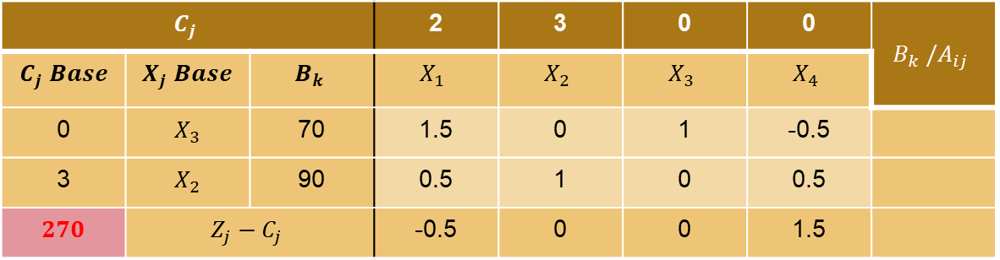 C_j 2 3 0 0 B_k /A_ij
C_j Base X_j Base B_k X_1 X_2 X_3 X_4
0 X_3 70 1.5 0 1 -0.5
3 X_2 90 0.5 1 0 0.5
270 Z_j − C_j -0.5 0 0 1.5